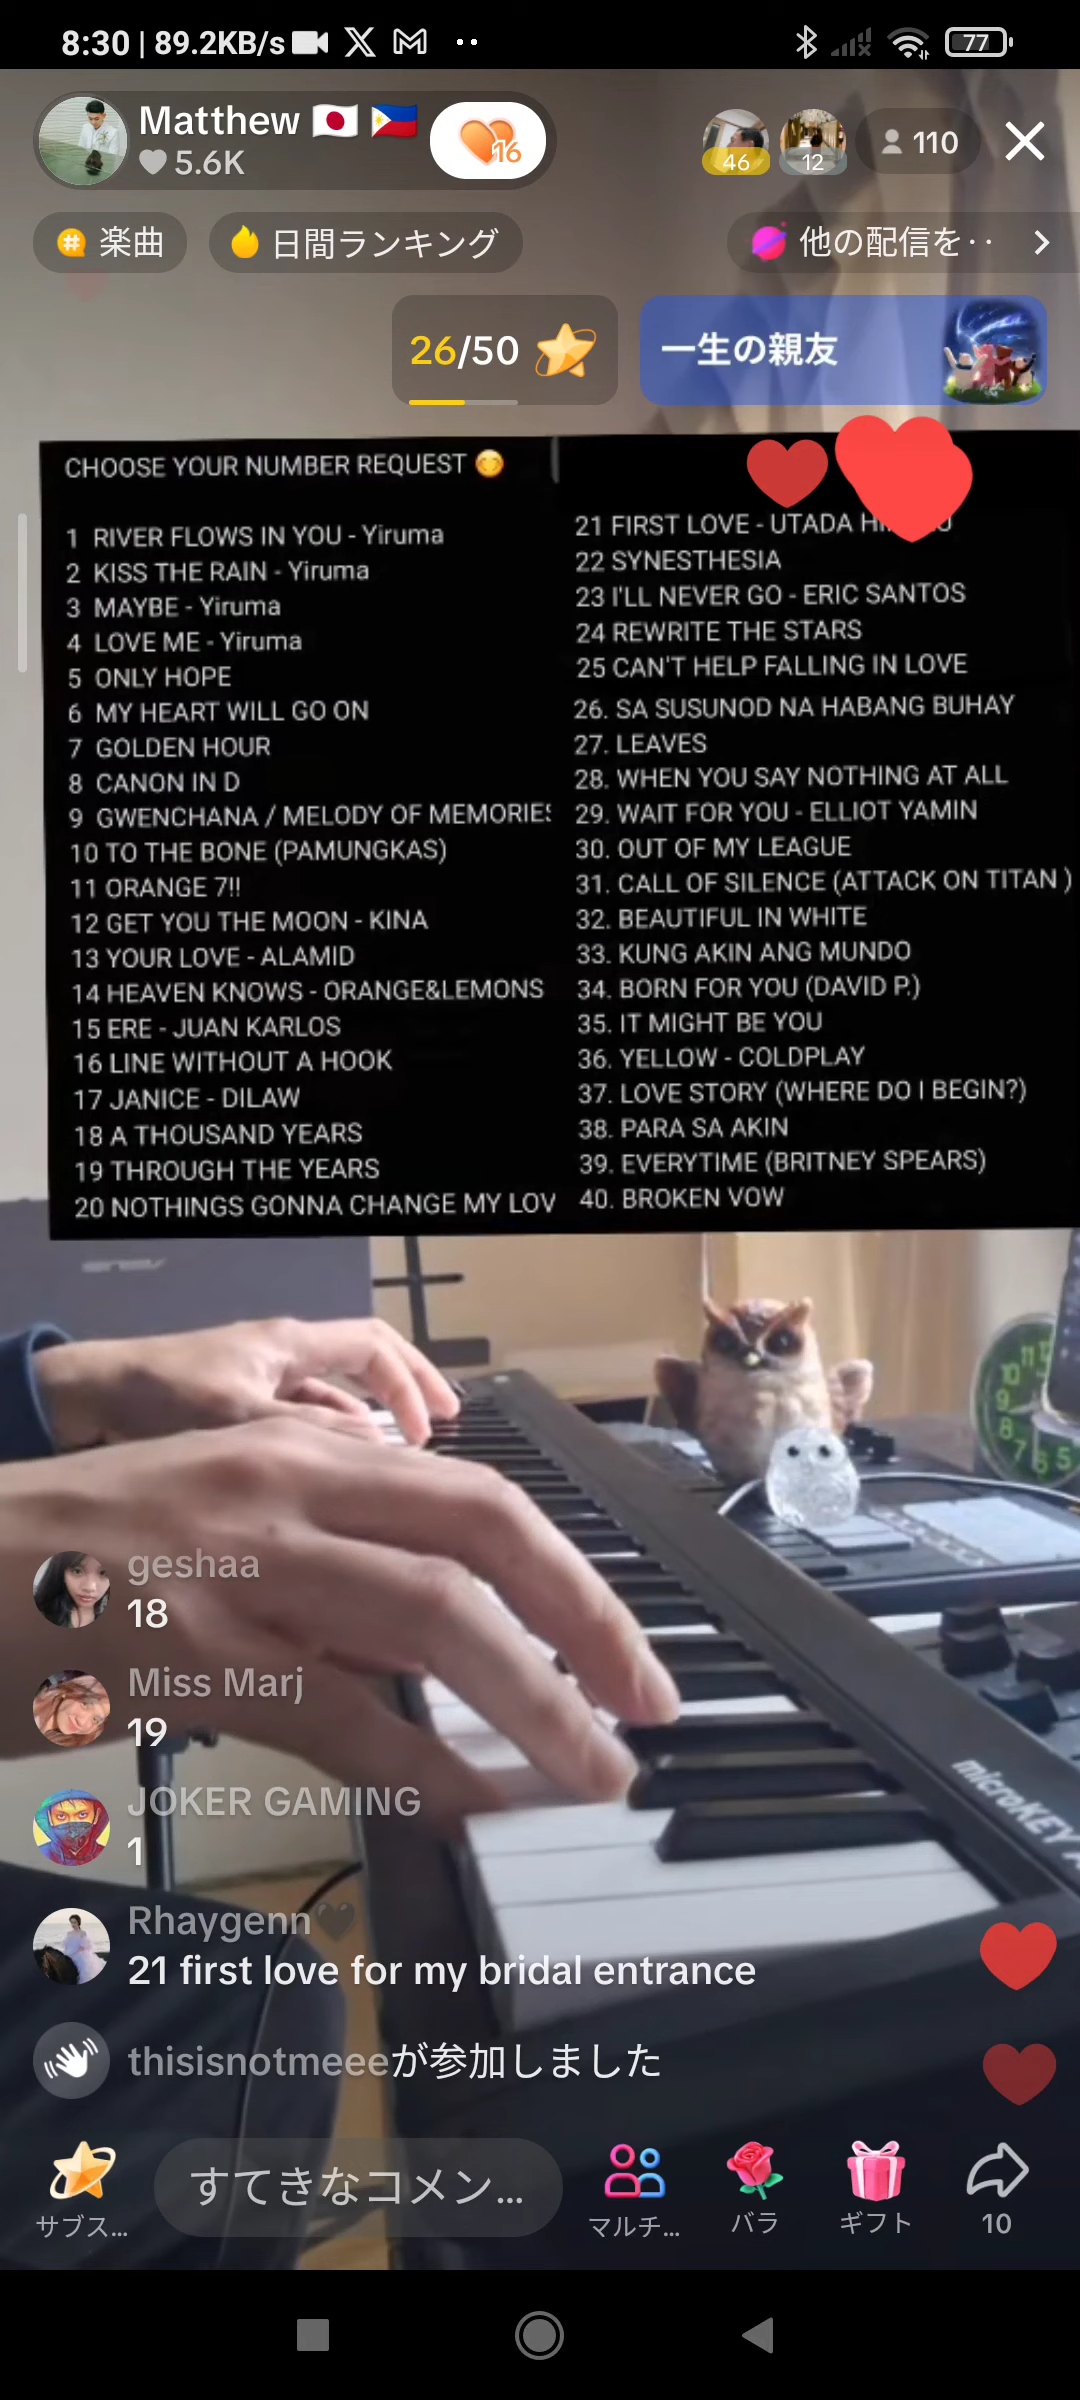 8:30 | 89.2KB/s
77
Matthew 🇯🇵 🇵🇭
5.6K
16
46
12
110
楽曲
日間ランキング
他の配信を‥
26/50
一生の親友
CHOOSE YOUR NUMBER REQUEST 😊
1 RIVER FLOWS IN YOU - Yiruma
2 KISS THE RAIN - Yiruma
3 MAYBE - Yiruma
4 LOVE ME - Yiruma
5 ONLY HOPE
6 MY HEART WILL GO ON
7 GOLDEN HOUR
8 CANON IN D
9 GWENCHANA / MELODY OF MEMORIES
10 TO THE BONE (PAMUNGKAS)
11 ORANGE 7!!
12 GET YOU THE MOON - KINA
13 YOUR LOVE - ALAMID
14 HEAVEN KNOWS - ORANGE&LEMONS
15 ERE - JUAN KARLOS
16 LINE WITHOUT A HOOK
17 JANICE - DILAW
18 A THOUSAND YEARS
19 THROUGH THE YEARS
20 NOTHINGS GONNA CHANGE MY LOV
21 FIRST LOVE - UTADA
22 SYNESTHESIA
23 I'LL NEVER GO - ERIC SANTOS
24 REWRITE THE STARS
25 CAN'T HELP FALLING IN LOVE
26. SA SUSUNOD NA HABANG BUHAY
27. LEAVES
28. WHEN YOU SAY NOTHING AT ALL
29. WAIT FOR YOU - ELLIOT YAMIN
30. OUT OF MY LEAGUE
31. CALL OF SILENCE (ATTACK ON TITAN )
32. BEAUTIFUL IN WHITE
33. KUNG AKIN ANG MUNDO
34. BORN FOR YOU (DAVID P.)
35. IT MIGHT BE YOU
36. YELLOW - COLDPLAY
37. LOVE STORY (WHERE DO I BEGIN?)
38. PARA SA AKIN
39. EVERYTIME (BRITNEY SPEARS)
40. BROKEN VOW
microKEY
geshaa
18
Miss Marj
19
JOKER GAMING
1
Rhaygenn🖤
21 first love for my bridal entrance
thisisnotmeeeが参加しました
すてきなコメン...
サブス...
マルチ...
バラ
ギフト
10